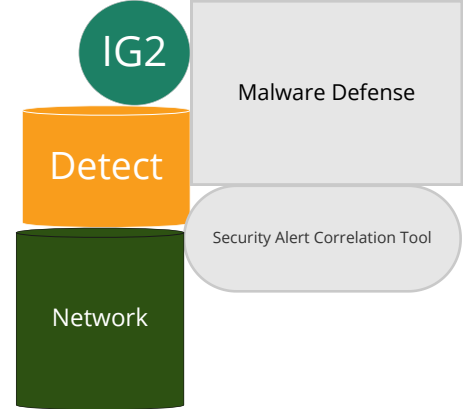 IG2
Malware Defense
Detect
Security Alert Correlation Tool
Network